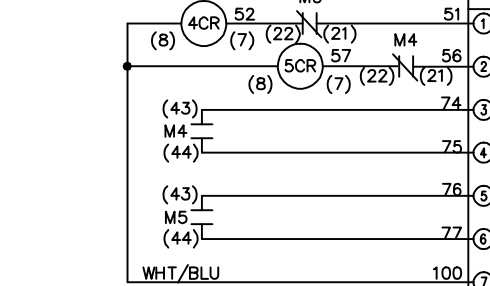 4CR 52 51 1
(8) (7) (22) (21)
M4
5CR 57 56 2
(8) (7) (22) (21)
(43) 74 3
M4
(44) 75 4
(43) 76 5
M5
(44) 77 6
WHT/BLU 100 7